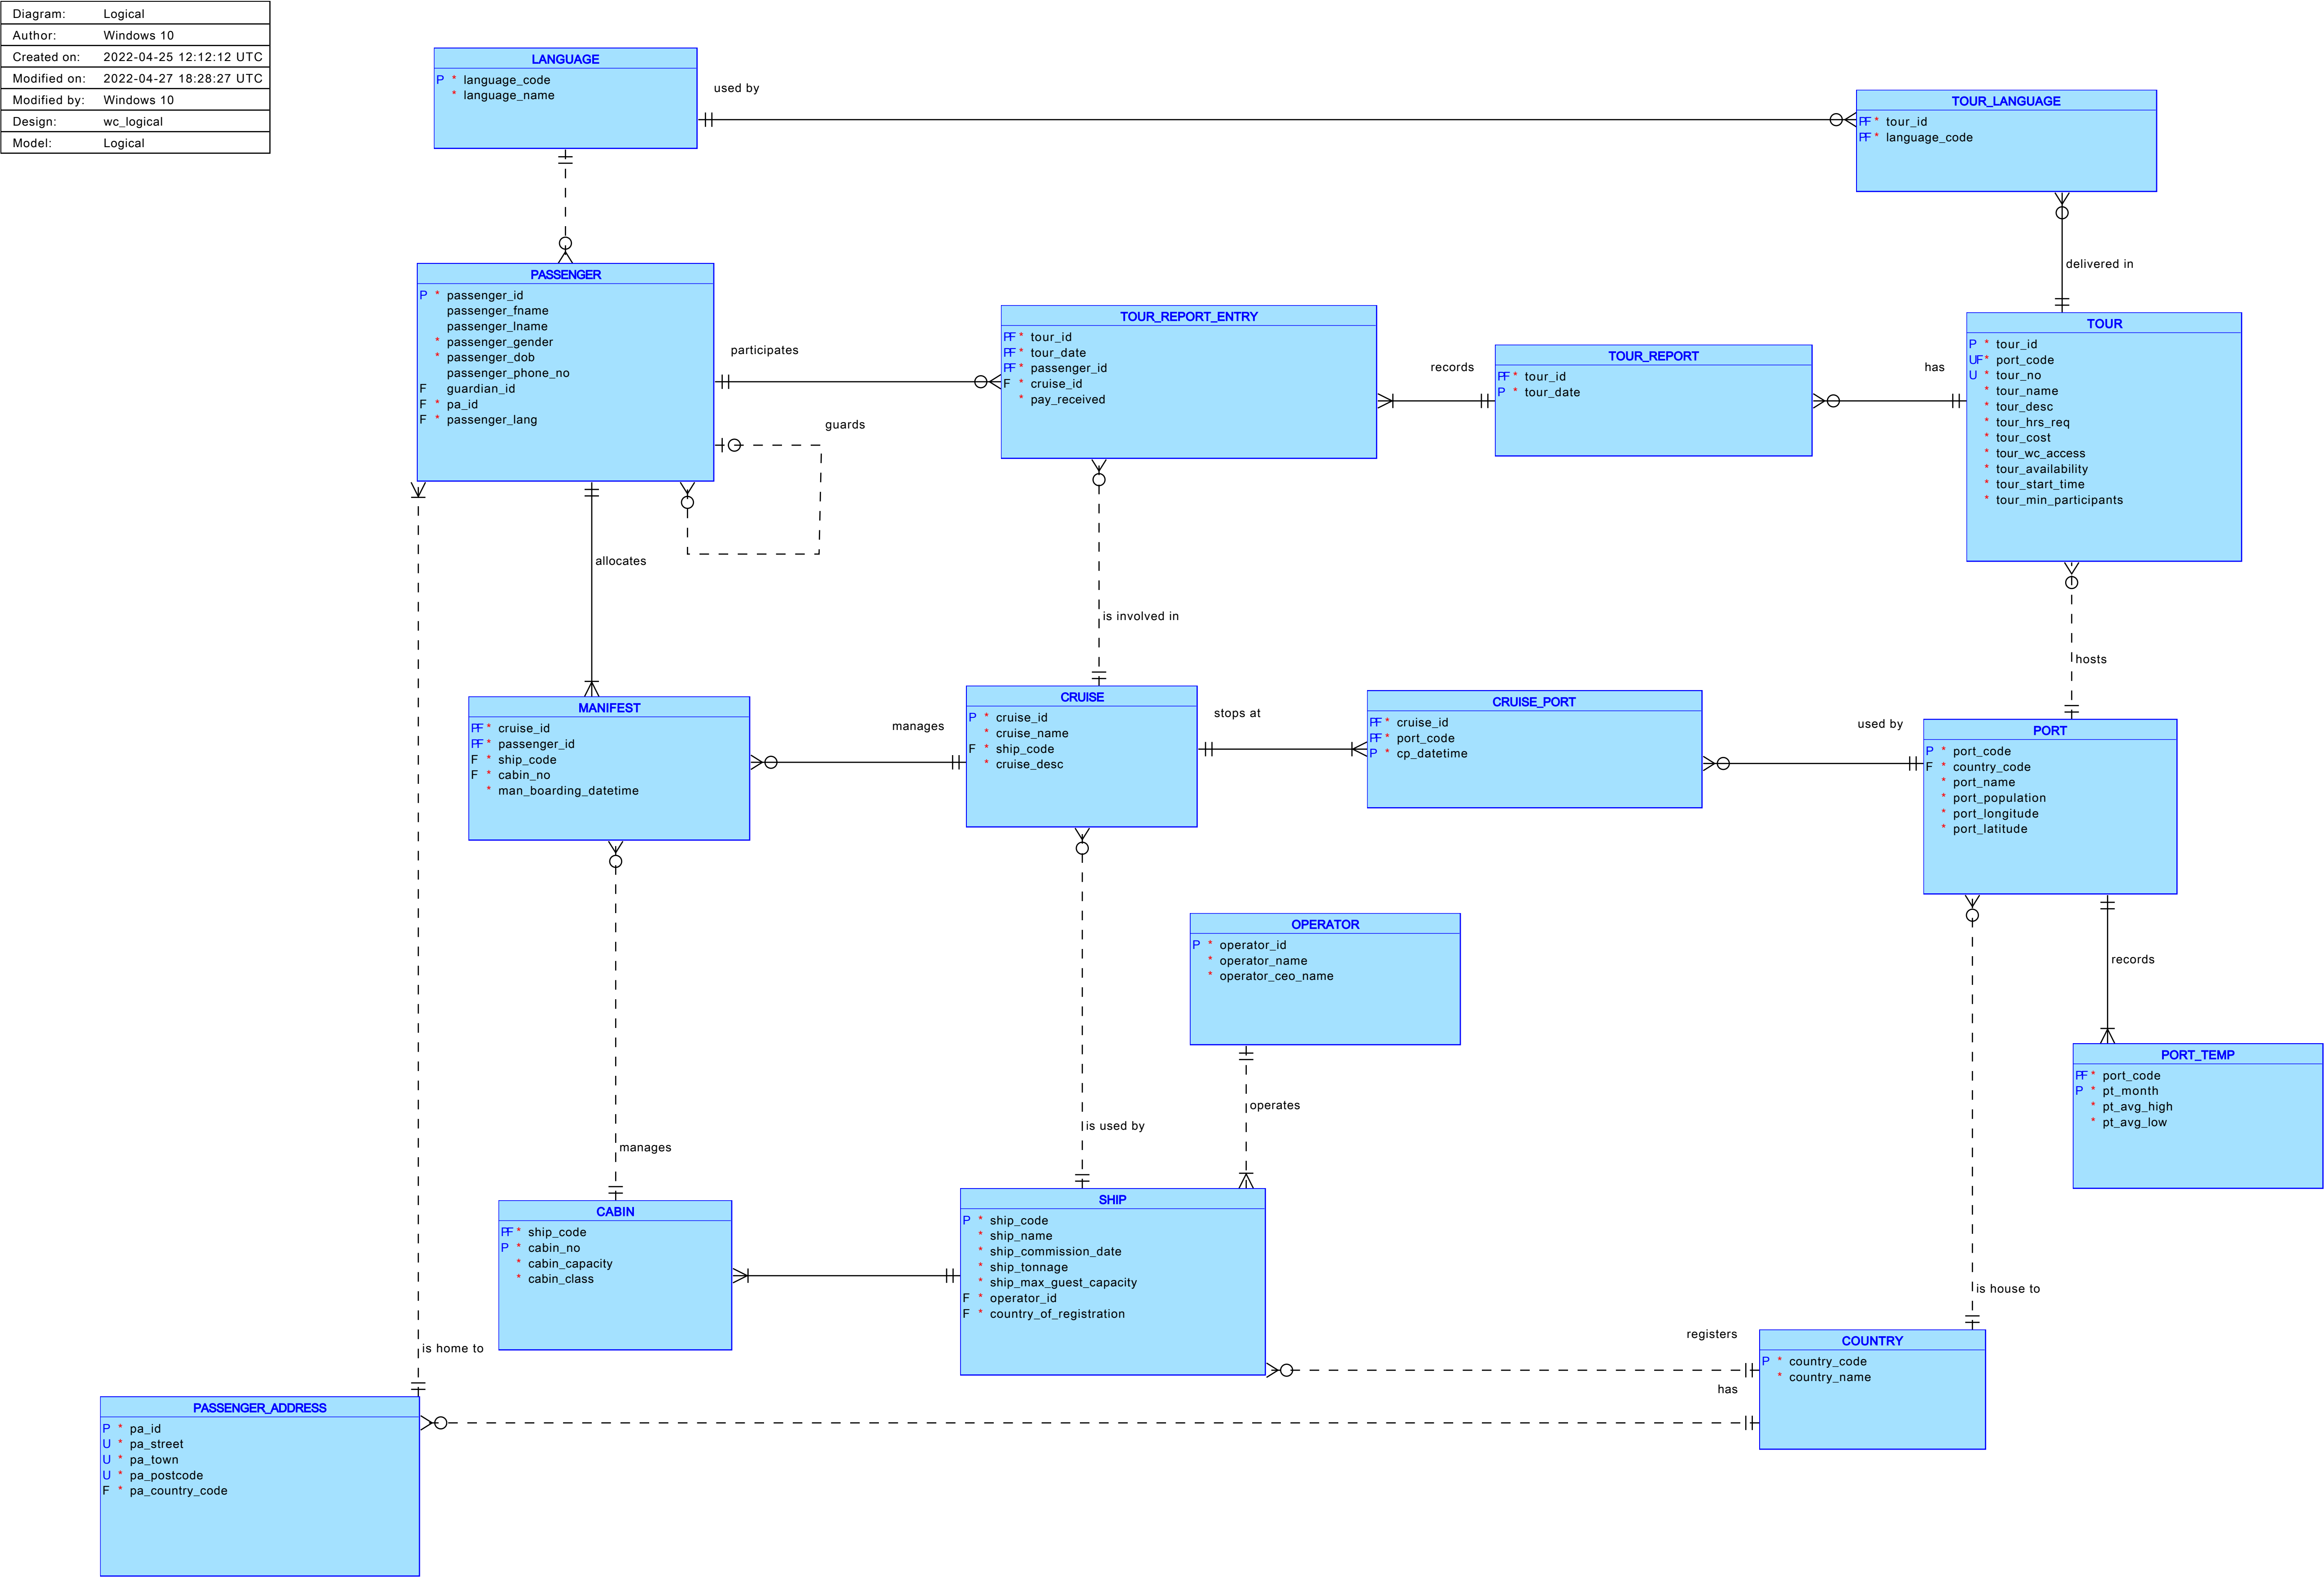 Diagram: Logical
Author: Windows 10
Created on: 2022-04-25 12:12:12 UTC
Modified on: 2022-04-27 18:28:27 UTC
Modified by: Windows 10
Design: wc_logical
Model: Logical
LANGUAGE
P * language_code
* language_name
used by
TOUR_LANGUAGE
PF * tour_id
PF * language_code
delivered in
PASSENGER
P * passenger_id
passenger_fname
passenger_lname
* passenger_gender
* passenger_dob
passenger_phone_no
F guardian_id
F * pa_id
F * passenger_lang
participates
guards
allocates
TOUR_REPORT_ENTRY
PF * tour_id
PF * tour_date
PF * passenger_id
F * cruise_id
* pay_received
records
TOUR_REPORT
PF * tour_id
P * tour_date
has
TOUR
P * tour_id
UF * port_code
U * tour_no
* tour_name
* tour_desc
* tour_hrs_req
* tour_cost
* tour_wc_access
* tour_availability
* tour_start_time
* tour_min_participants
is involved in
hosts
MANIFEST
PF * cruise_id
PF * passenger_id
F * ship_code
F * cabin_no
* man_boarding_datetime
manages
CRUISE
P * cruise_id
* cruise_name
F * ship_code
* cruise_desc
stops at
CRUISE_PORT
PF * cruise_id
PF * port_code
P * cp_datetime
used by
PORT
P * port_code
F * country_code
* port_name
* port_population
* port_longitude
* port_latitude
OPERATOR
P * operator_id
* operator_name
* operator_ceo_name
records
PORT_TEMP
PF * port_code
P * pt_month
* pt_avg_high
* pt_avg_low
operates
is used by
manages
CABIN
PF * ship_code
P * cabin_no
* cabin_capacity
* cabin_class
SHIP
P * ship_code
* ship_name
* ship_commission_date
* ship_tonnage
* ship_max_guest_capacity
F * operator_id
F * country_of_registration
is house to
registers
has
COUNTRY
P * country_code
* country_name
is home to
PASSENGER_ADDRESS
P * pa_id
U * pa_street
U * pa_town
U * pa_postcode
F * pa_country_code